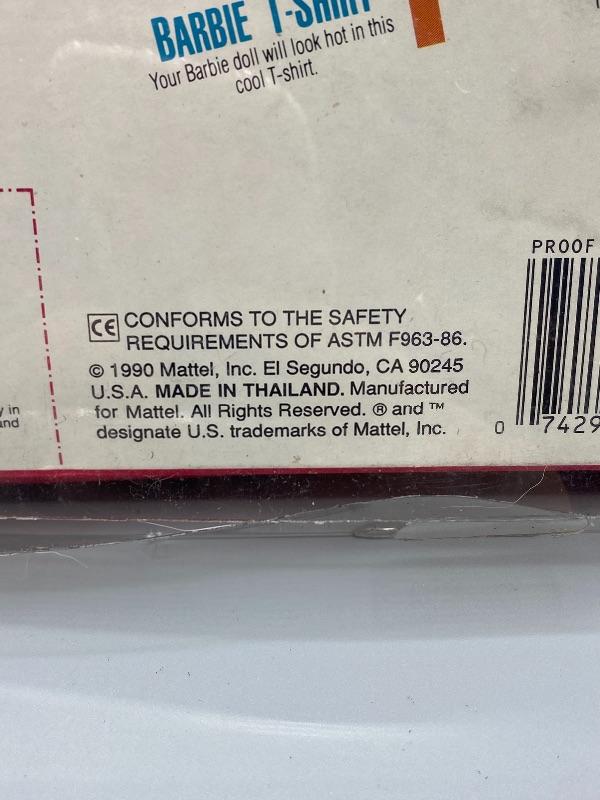 BARBIE T-SHIRT
Your Barbie doll will look hot in this
cool T-shirt.
PROOF
CE CONFORMS TO THE SAFETY
REQUIREMENTS OF ASTM F963-86.
© 1990 Mattel, Inc. El Segundo, CA 90245
U.S.A. MADE IN THAILAND. Manufactured
for Mattel. All Rights Reserved. ® and ™
designate U.S. trademarks of Mattel, Inc.
in
0 7429